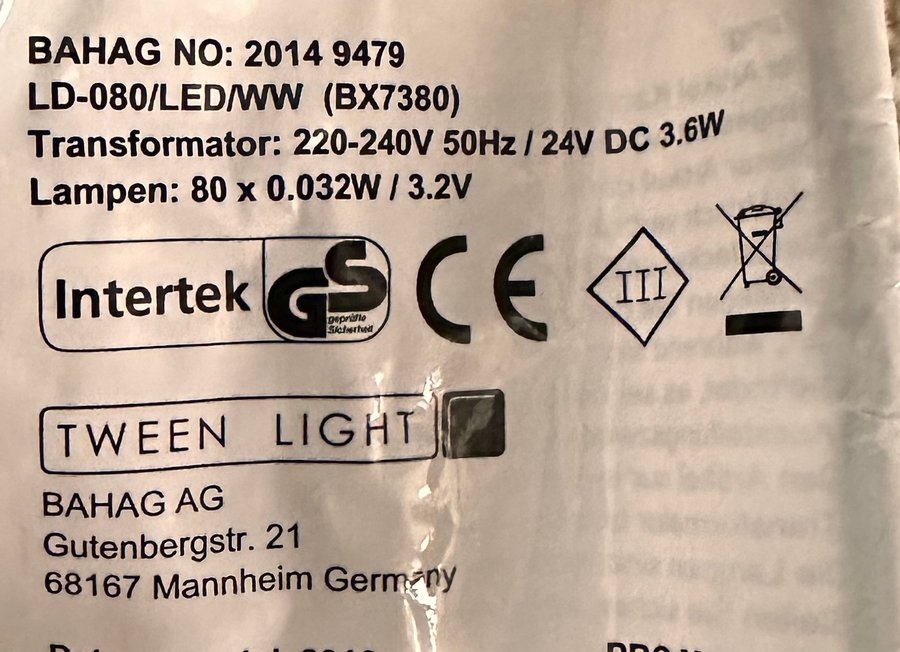 BAHAG NO: 2014 9479
LD-080/LED/WW (BX7380)
Transformator: 220-240V 50Hz / 24V DC 3.6W
Lampen: 80 x 0.032W / 3.2V
Intertek GS
geprüfte
Sicherheit
CE
III
TWEEN LIGHT
BAHAG AG
Gutenbergstr. 21
68167 Mannheim Germany